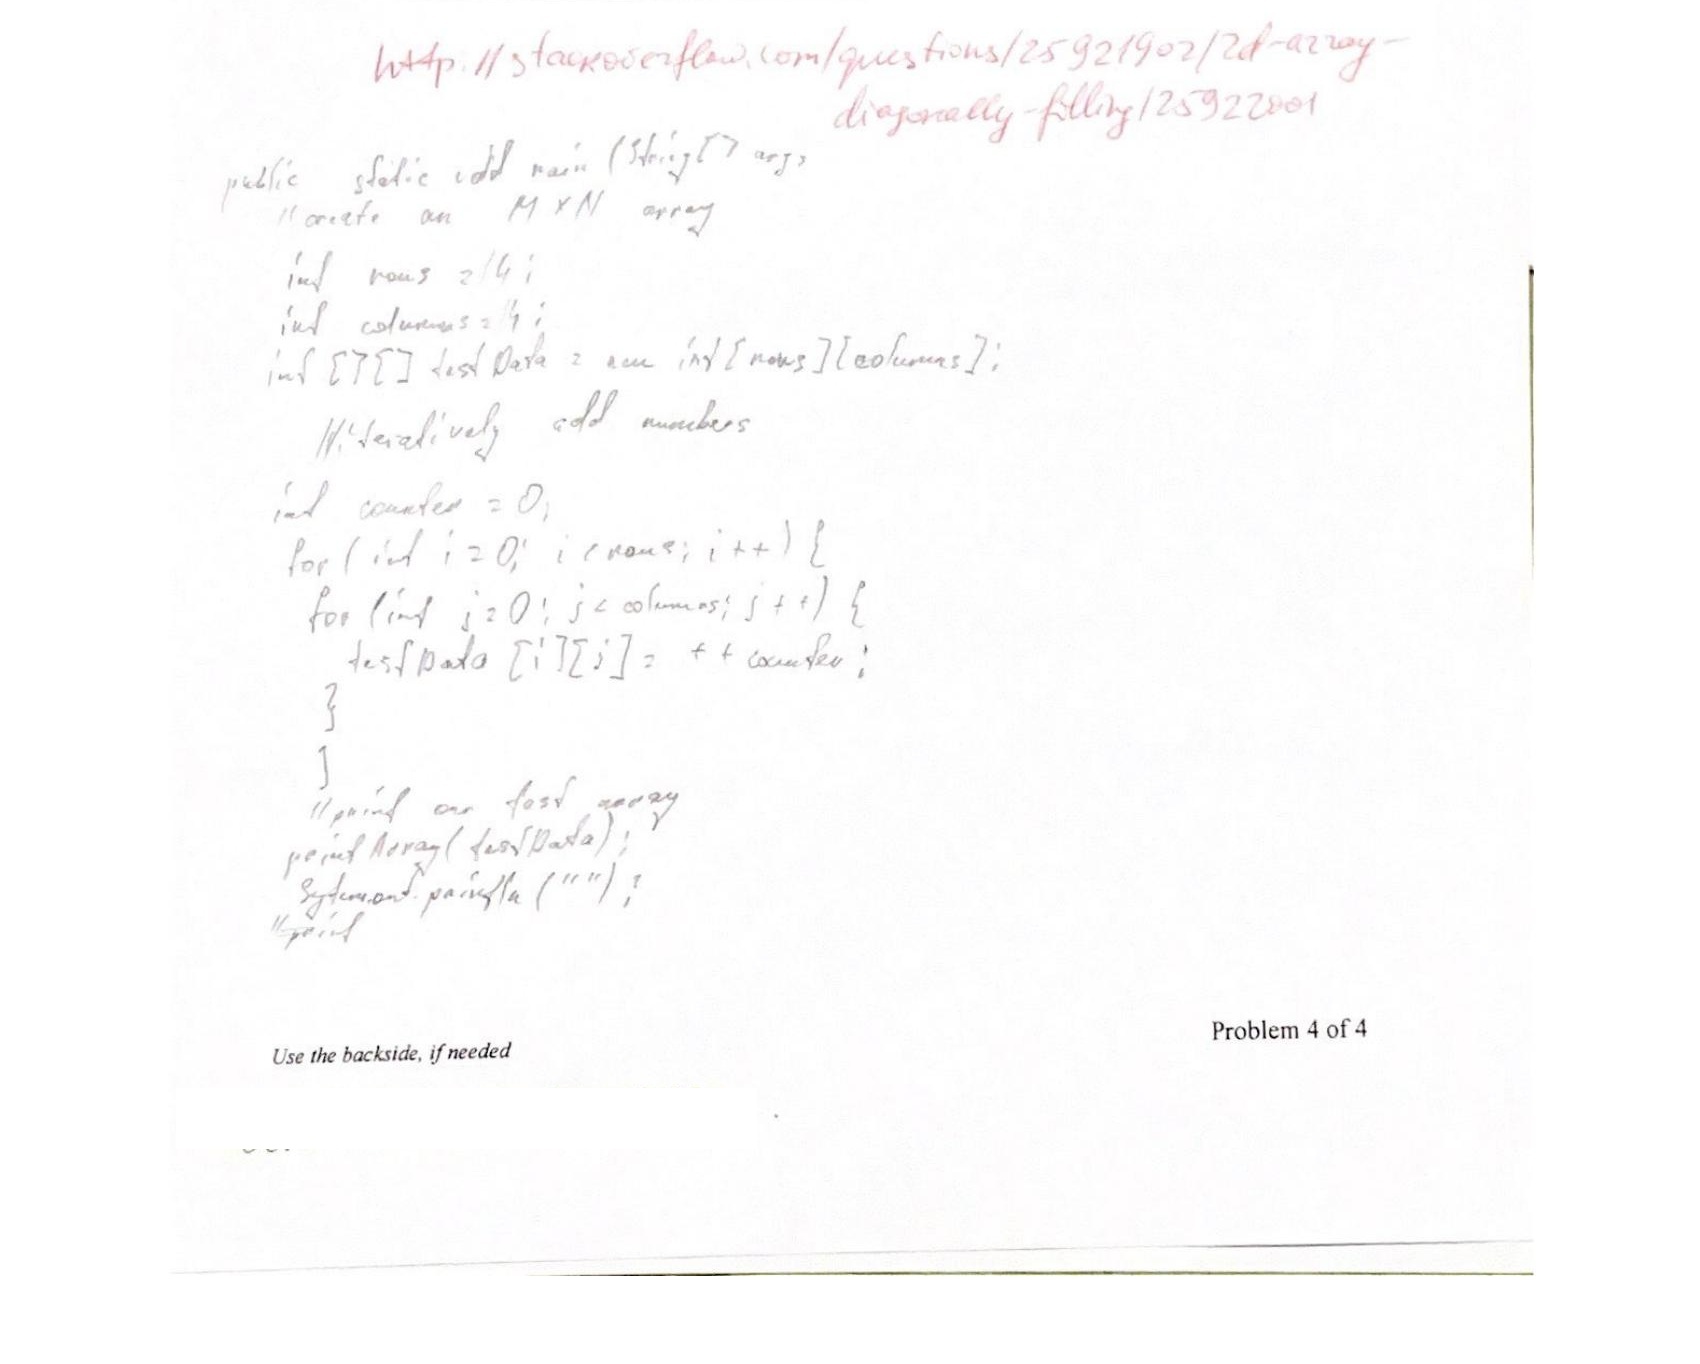 http://stackoverflow.com/questions/25921902/2d-array-
diagonally-filling/25922001
public static void main (String[] args
//create an M x N array
int rows = 4;
int columns = 4;
int [][] testData = new int [rows][columns];
//iteratively add numbers
int counter = 0;
for (int i = 0; i < rows; i++) {
for (int j = 0; j < columns; j++) {
testData [i][j] = ++counter;
}
}
//print our test array
printArray(testData);
System.out.println ("");
//print
Use the backside, if needed
Problem 4 of 4